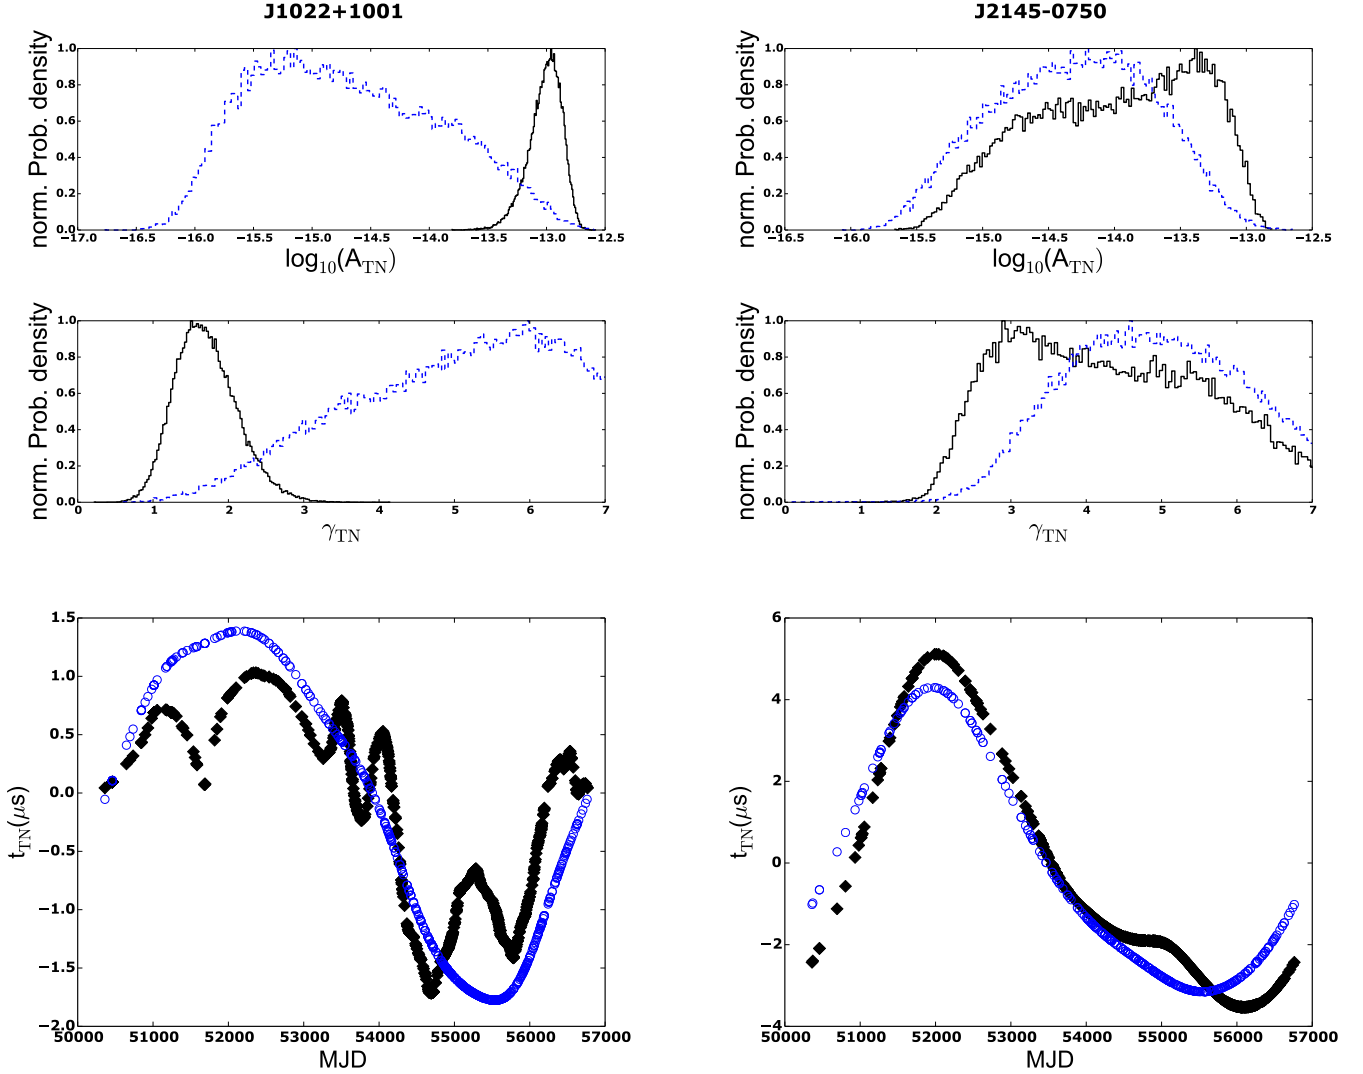 J1022+1001
norm. Prob. density
1.0
0.8
0.6
0.4
0.2
0.0
−17.0 −16.5 −16.0 −15.5 −15.0 −14.5 −14.0 −13.5 −13.0 −12.5
log10(ATN)
norm. Prob. density
1.0
0.8
0.6
0.4
0.2
0.0
0 1 2 3 4 5 6 7
γTN
tTN(μs)
1.5
1.0
0.5
0.0
−0.5
−1.0
−1.5
−2.0
50000 51000 52000 53000 54000 55000 56000 57000
MJD
J2145-0750
norm. Prob. density
1.0
0.8
0.6
0.4
0.2
0.0
−16.5 −16.0 −15.5 −15.0 −14.5 −14.0 −13.5 −13.0 −12.5
log10(ATN)
norm. Prob. density
1.0
0.8
0.6
0.4
0.2
0.0
0 1 2 3 4 5 6 7
γTN
tTN(μs)
6
4
2
0
−2
−4
50000 51000 52000 53000 54000 55000 56000 57000
MJD